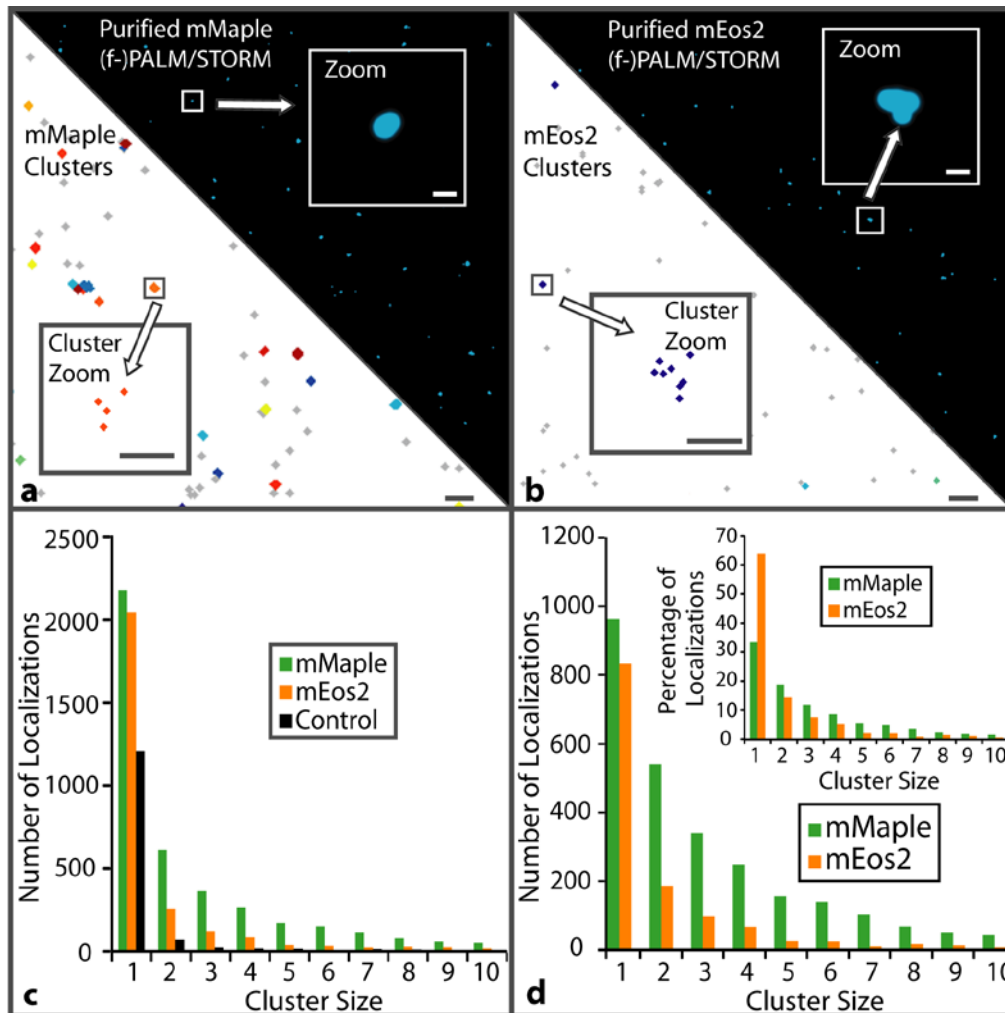 Purified mMaple
(f-)PALM/STORM
Zoom
mMaple
Clusters
Cluster
Zoom
a
Purified mEos2
(f-)PALM/STORM
Zoom
mEos2
Clusters
Cluster
Zoom
b
2500
2000
1500
1000
500
0
Number of Localizations
mMaple
mEos2
Control
1 2 3 4 5 6 7 8 9 10
Cluster Size
c
1200
1000
800
600
400
200
0
Number of Localizations
70
60
50
40
30
20
10
0
Percentage of
Localizations
mMaple
mEos2
1 2 3 4 5 6 7 8 9 10
Cluster Size
mMaple
mEos2
1 2 3 4 5 6 7 8 9 10
Cluster Size
d